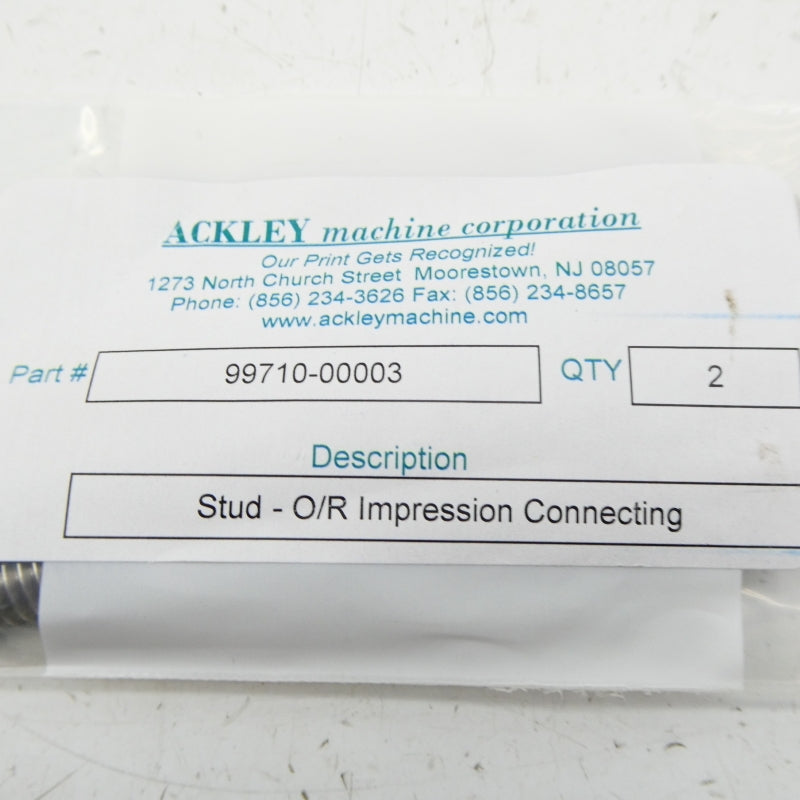 ACKLEY machine corporation
Our Print Gets Recognized!
1273 North Church Street Moorestown, NJ 08057
Phone: (856) 234-3626 Fax: (856) 234-8657
www.ackleymachine.com
Part # 99710-00003 QTY 2
Description
Stud - O/R Impression Connecting